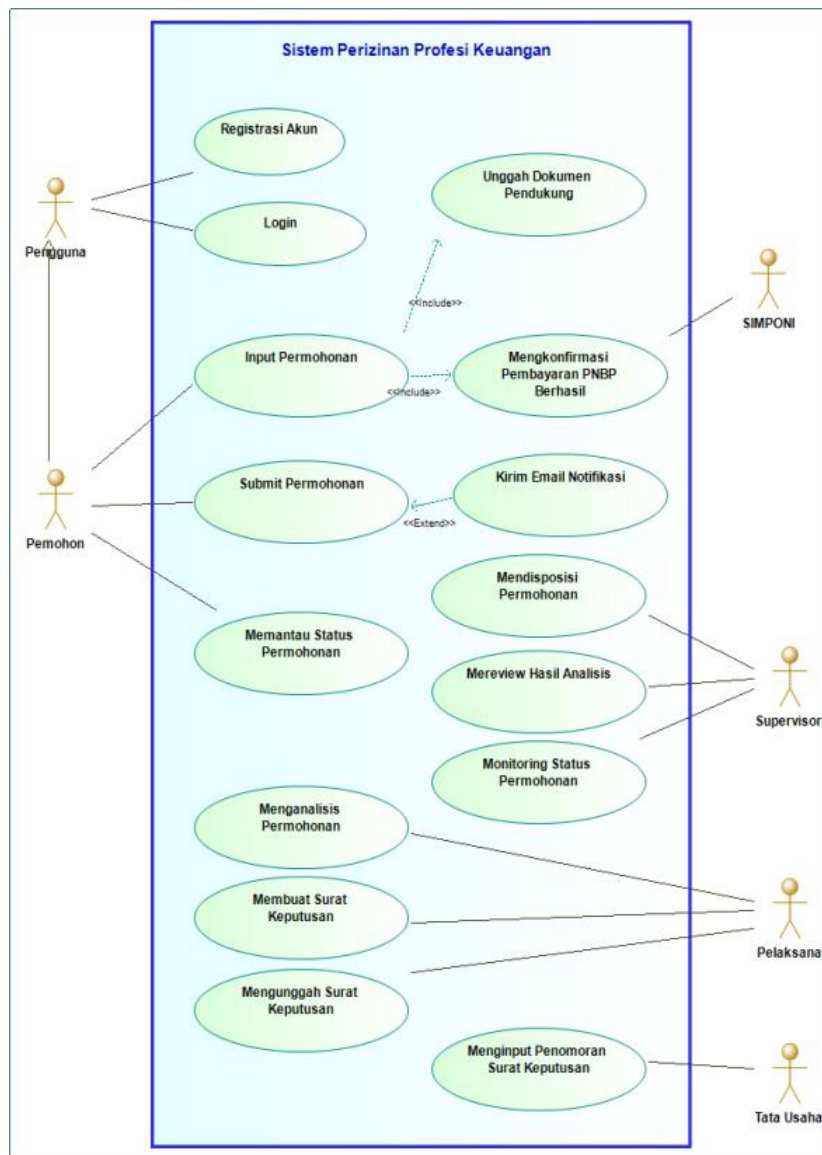 Sistem Perizinan Profesi Keuangan
Registrasi Akun
Unggah Dokumen
Pendukung
Login
Pengguna
SIMPONI
<<Include>>
Input Permohonan
Mengkonfirmasi
Pembayaran PNBP
Berhasil
<<Include>>
Submit Permohonan
Kirim Email Notifikasi
<<Extend>>
Pemohon
Mendisposisi
Permohonan
Memantau Status
Permohonan
Mereview Hasil Analisis
Supervisor
Monitoring Status
Permohonan
Menganalisis
Permohonan
Membuat Surat
Keputusan
Pelaksana
Mengunggah Surat
Keputusan
Menginput Penomoran
Surat Keputusan
Tata Usaha